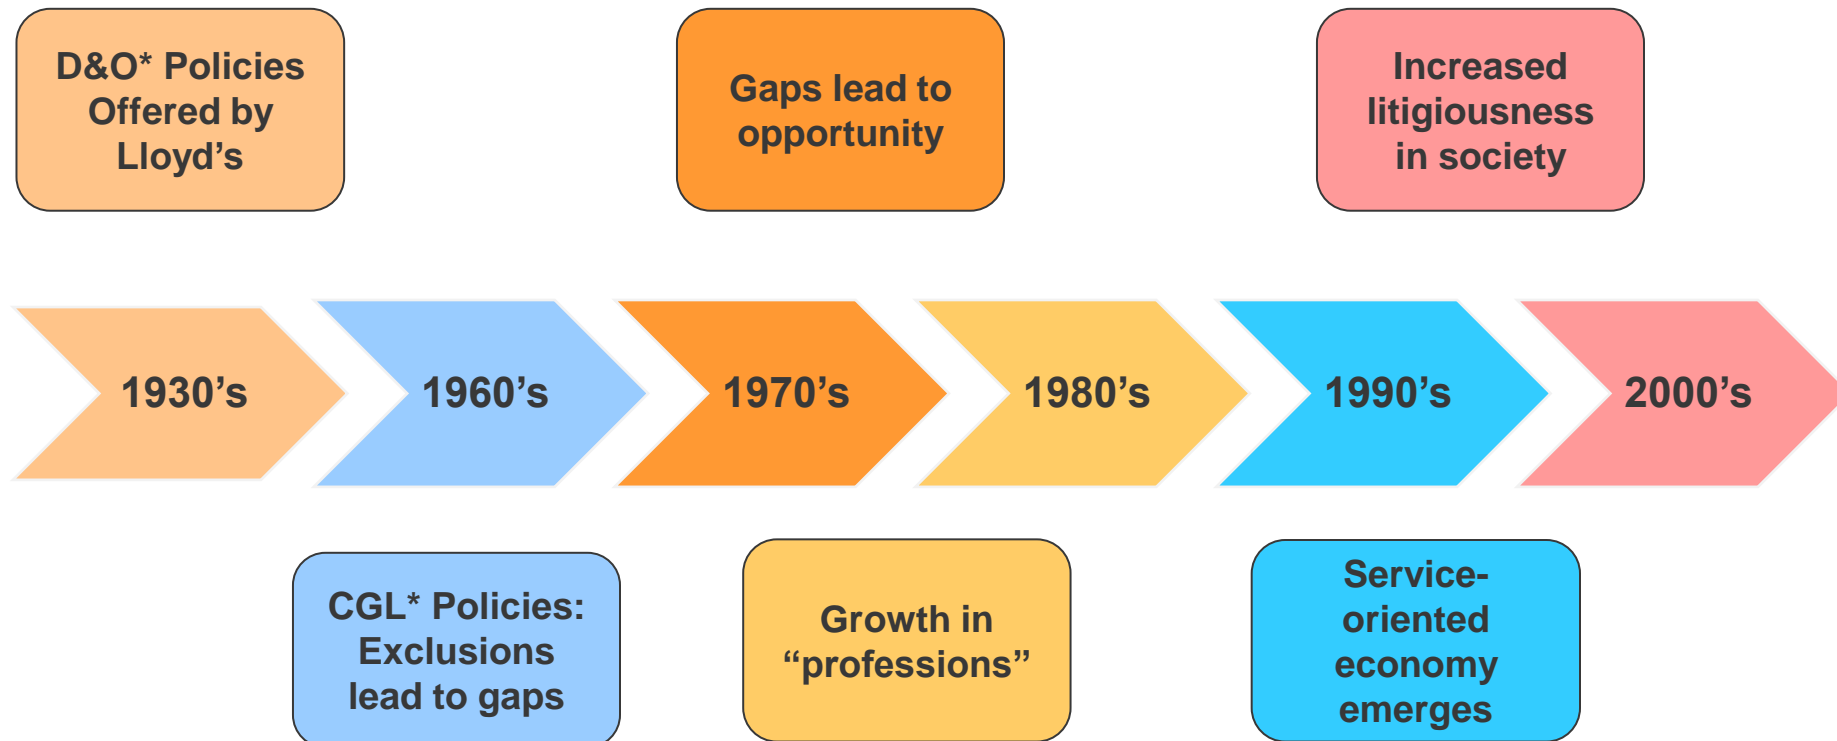 D&O* Policies
Offered by
Lloyd’s
Gaps lead to
opportunity
Increased
litigiousness
in society
1930’s
1960’s
1970’s
1980’s
1990’s
2000’s
CGL* Policies:
Exclusions
lead to gaps
Growth in
“professions”
Service-
oriented
economy
emerges